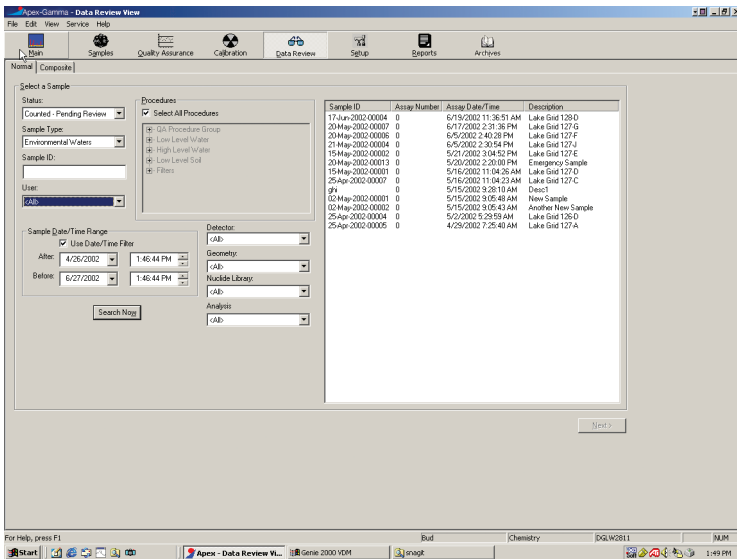 Apex-Gamma - Data Review View
File Edit View Service Help
Main Samples Quality Assurance Calibration Data Review Setup Reports Archives
Normal Composite
Select a Sample
Status:
Counted - Pending Review
Sample Type:
Environmental Waters
Sample ID:
User:
<All>
Procedures
Select All Procedures
QA Procedure Group
Low Level Water
High Level Water
Low Level Soil
Filters
Sample Date/Time Range
Use Date/Time Filter
After: 4/26/2002 1:46:44 PM
Before: 6/27/2002 1:46:44 PM
Search Now
Detector:
<All>
Geometry:
<All>
Nuclide Library:
<All>
Analysis
<All>
Sample ID Assay Number Assay Date/Time Description
17-Jun-2002-00004 0 6/19/2002 11:36:51 AM Lake Grid 128-D
20-May-2002-00007 0 6/17/2002 2:31:36 PM Lake Grid 127-G
20-May-2002-00006 0 6/5/2002 2:40:28 PM Lake Grid 127-F
21-May-2002-00004 0 6/5/2002 2:30:54 PM Lake Grid 127-J
15-May-2002-00002 0 5/21/2002 3:04:52 PM Lake Grid 127-E
20-May-2002-00013 0 5/20/2002 2:20:00 PM Emergency Sample
15-May-2002-00001 0 5/16/2002 11:04:26 AM Lake Grid 127-D
25-Apr-2002-00007 0 5/16/2002 11:04:23 AM Lake Grid 127-C
ghi 0 5/15/2002 9:28:10 AM Desc1
02-May-2002-00001 0 5/15/2002 9:05:48 AM New Sample
02-May-2002-00002 0 5/15/2002 9:05:43 AM Another New Sample
25-Apr-2002-00004 0 5/2/2002 5:29:59 AM Lake Grid 126-D
25-Apr-2002-00005 0 4/29/2002 7:25:40 AM Lake Grid 127-A
Next >
For Help, press F1 Bud Chemistry DGLW2811 NUM
Start Apex - Data Review Vi... Genie 2000 VDM snagit 1:49 PM